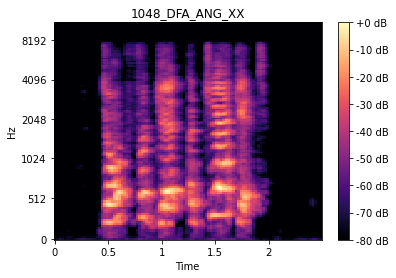 1048_DFA_ANG_XX
8192
4096
2048
1024
512
0
Hz
0
0.5
1
1.5
2
Time
+0 dB
-10 dB
-20 dB
-30 dB
-40 dB
-50 dB
-60 dB
-70 dB
-80 dB